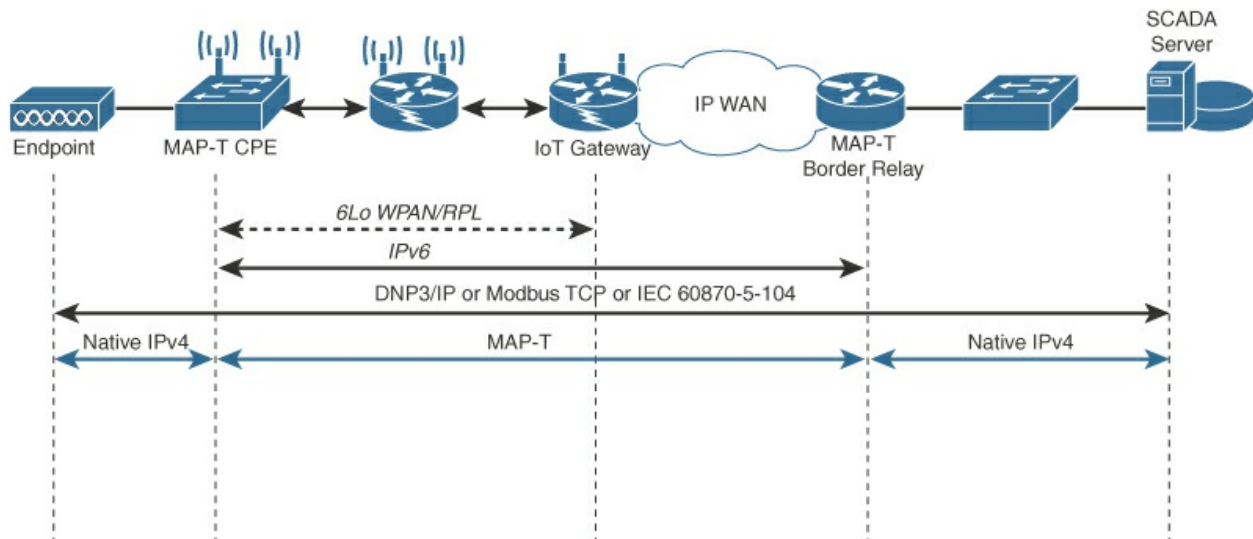 SCADA
Server
IP WAN
Endpoint
MAP-T CPE
IoT Gateway
MAP-T
Border Relay
6Lo WPAN/RPL
IPv6
DNP3/IP or Modbus TCP or IEC 60870-5-104
Native IPv4
MAP-T
Native IPv4